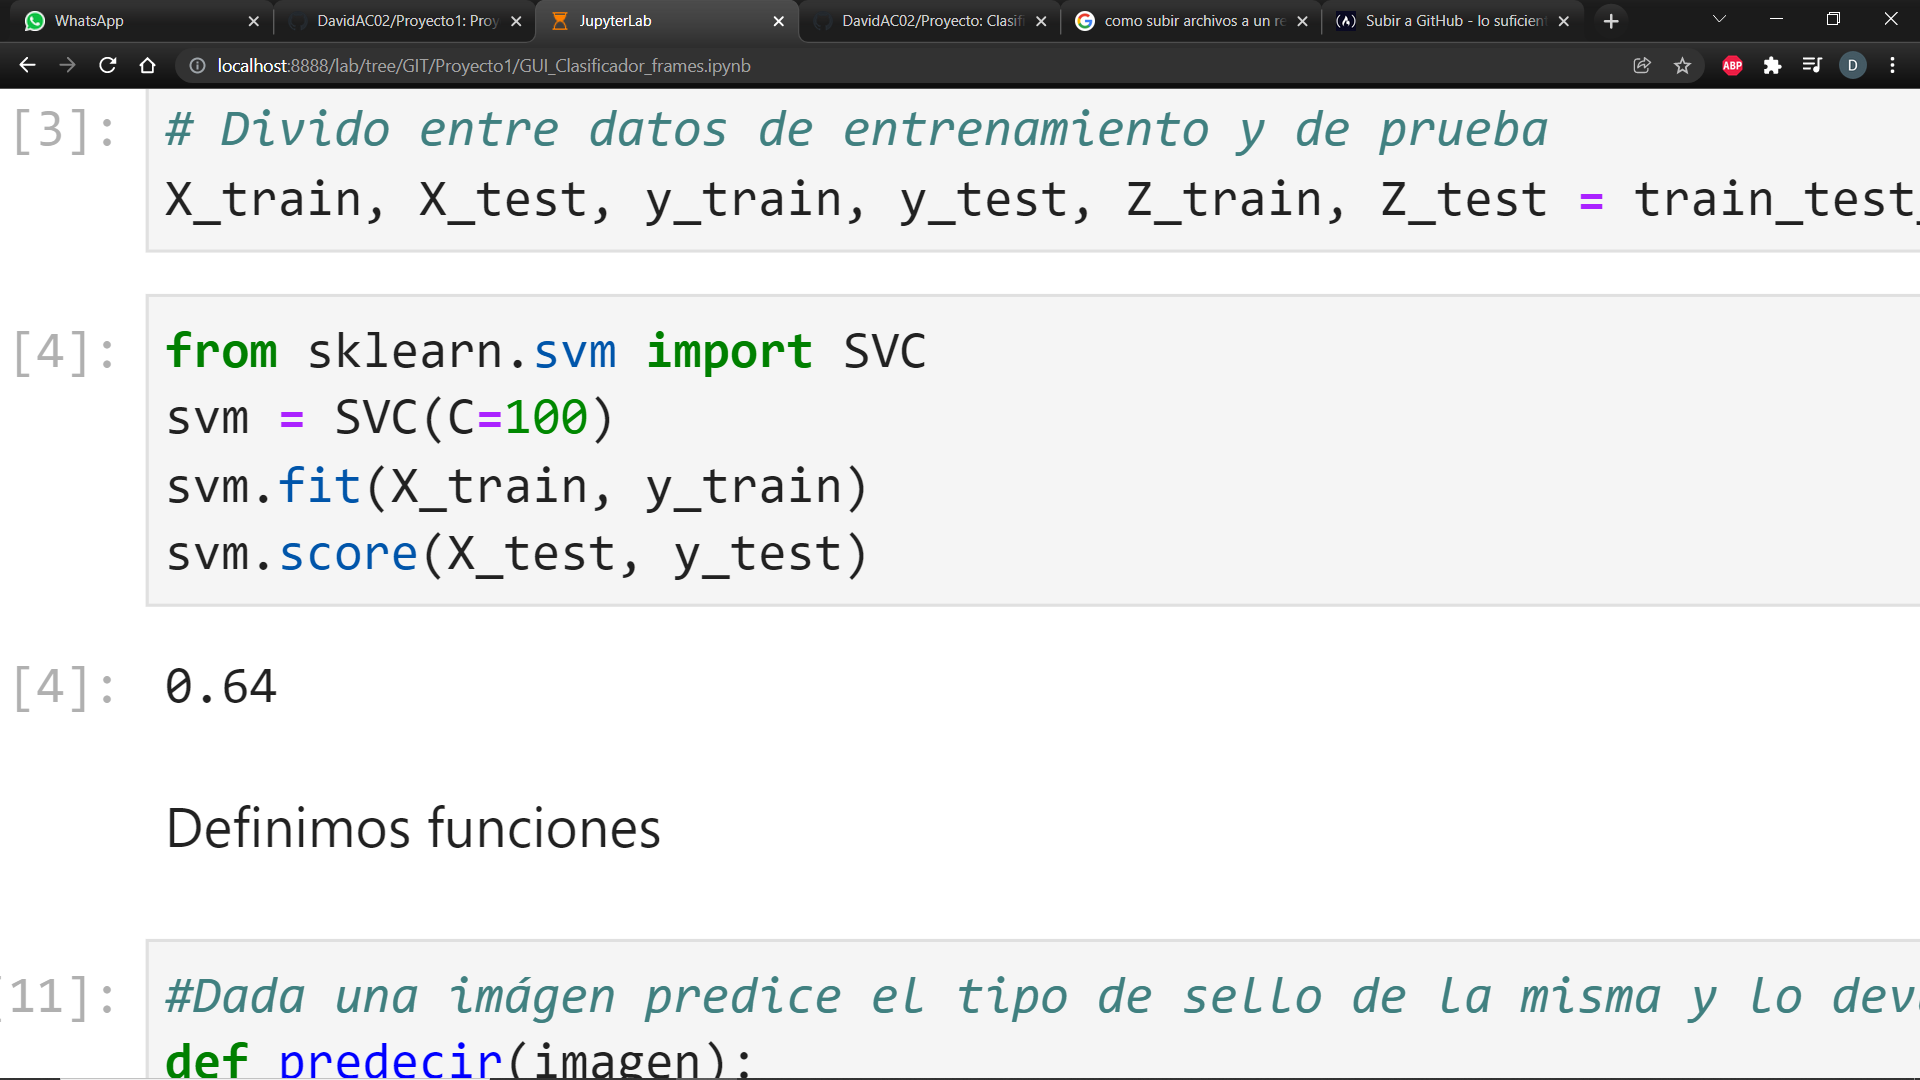 WhatsApp
DavidAC02/Proyecto1: Proy
JupyterLab
DavidAC02/Proyecto: Clasifi
como subir archivos a un re
Subir a GitHub - lo suficient
localhost:8888/lab/tree/GIT/Proyecto1/GUI_Clasificador_frames.ipynb
ABP
D
[3]: # Divido entre datos de entrenamiento y de prueba
X_train, X_test, y_train, y_test, Z_train, Z_test = train_test_
[4]: from sklearn.svm import SVC
svm = SVC(C=100)
svm.fit(X_train, y_train)
svm.score(X_test, y_test)
[4]: 0.64
Definimos funciones
[11]: #Dada una imágen predice el tipo de sello de la misma y lo dev
def predecir(imagen):